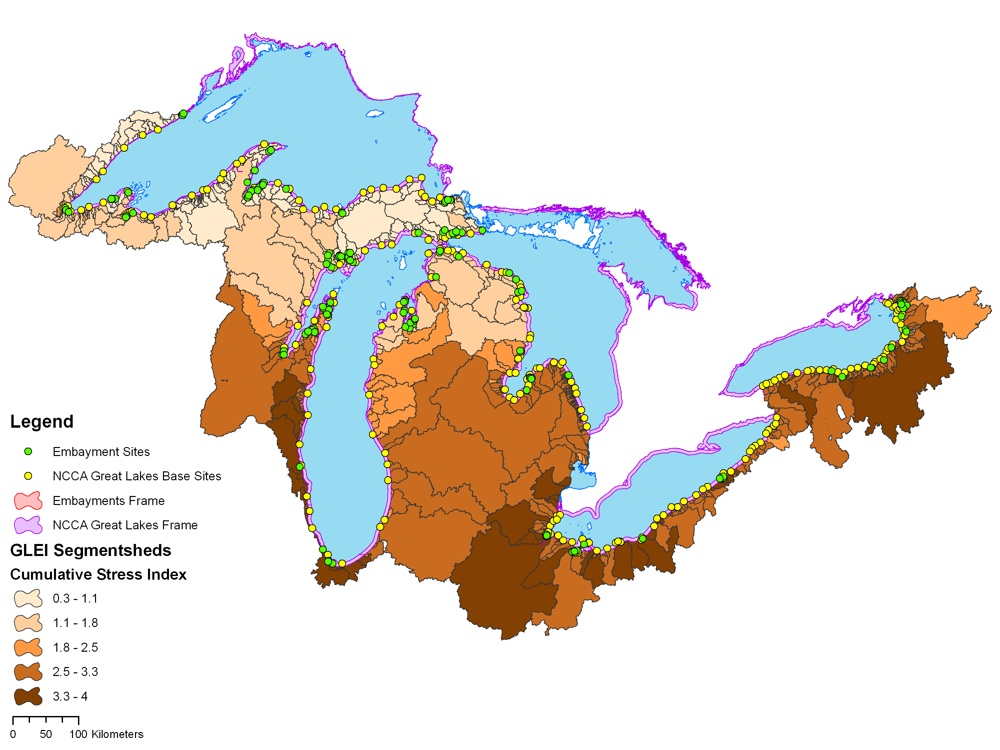 Legend
Embayment Sites
NCCA Great Lakes Base Sites
Embayments Frame
NCCA Great Lakes Frame
GLEI Segmentsheds
Cumulative Stress Index
0.3 - 1.1
1.1 - 1.8
1.8 - 2.5
2.5 - 3.3
3.3 - 4
0 50 100 Kilometers